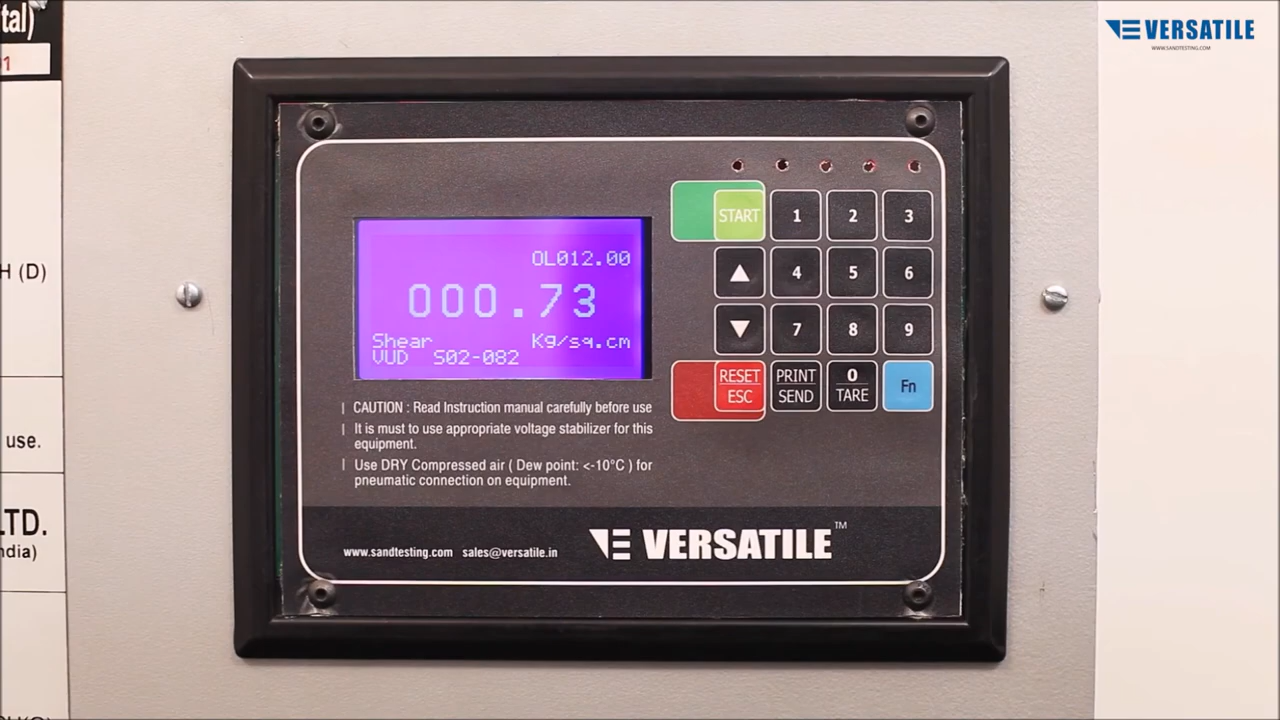 tal)
1
H (D)
use.
LTD.
ndia)
VERSATILE
WWW.SANDTESTING.COM
OL012.00
000.73
Shear Kg/sq.cm
VUD S02-082
START 1 2 3
4 5 6
7 8 9
RESET ESC PRINT SEND 0 TARE Fn
CAUTION : Read Instruction manual carefully before use
It is must to use appropriate voltage stabilizer for this
equipment.
Use DRY Compressed air ( Dew point: <-10°C ) for
pneumatic connection on equipment.
www.sandtesting.com sales@versatile.in
VERSATILE™